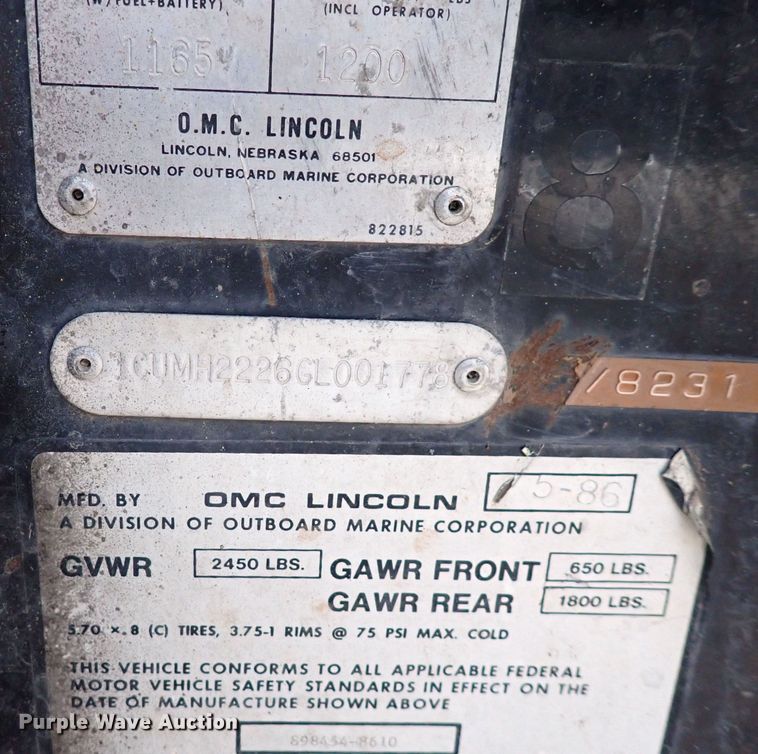 (W/FUEL+BATTERY)
LBS
(INCL OPERATOR)
1165
1200
O.M.C. LINCOLN
LINCOLN, NEBRASKA 68501
A DIVISION OF OUTBOARD MARINE CORPORATION
822815
8
1CUMH2226GL001778
/8231
MFD. BY OMC LINCOLN 5-86
A DIVISION OF OUTBOARD MARINE CORPORATION
GVWR 2450 LBS. GAWR FRONT 650 LBS.
GAWR REAR 1800 LBS.
5.70 x 8 (C) TIRES, 3.75-1 RIMS @ 75 PSI MAX. COLD
THIS VEHICLE CONFORMS TO ALL APPLICABLE FEDERAL
MOTOR VEHICLE SAFETY STANDARDS IN EFFECT ON THE
DATE OF MANUFACTURE SHOWN ABOVE
898454-8610
Purple Wave Auction